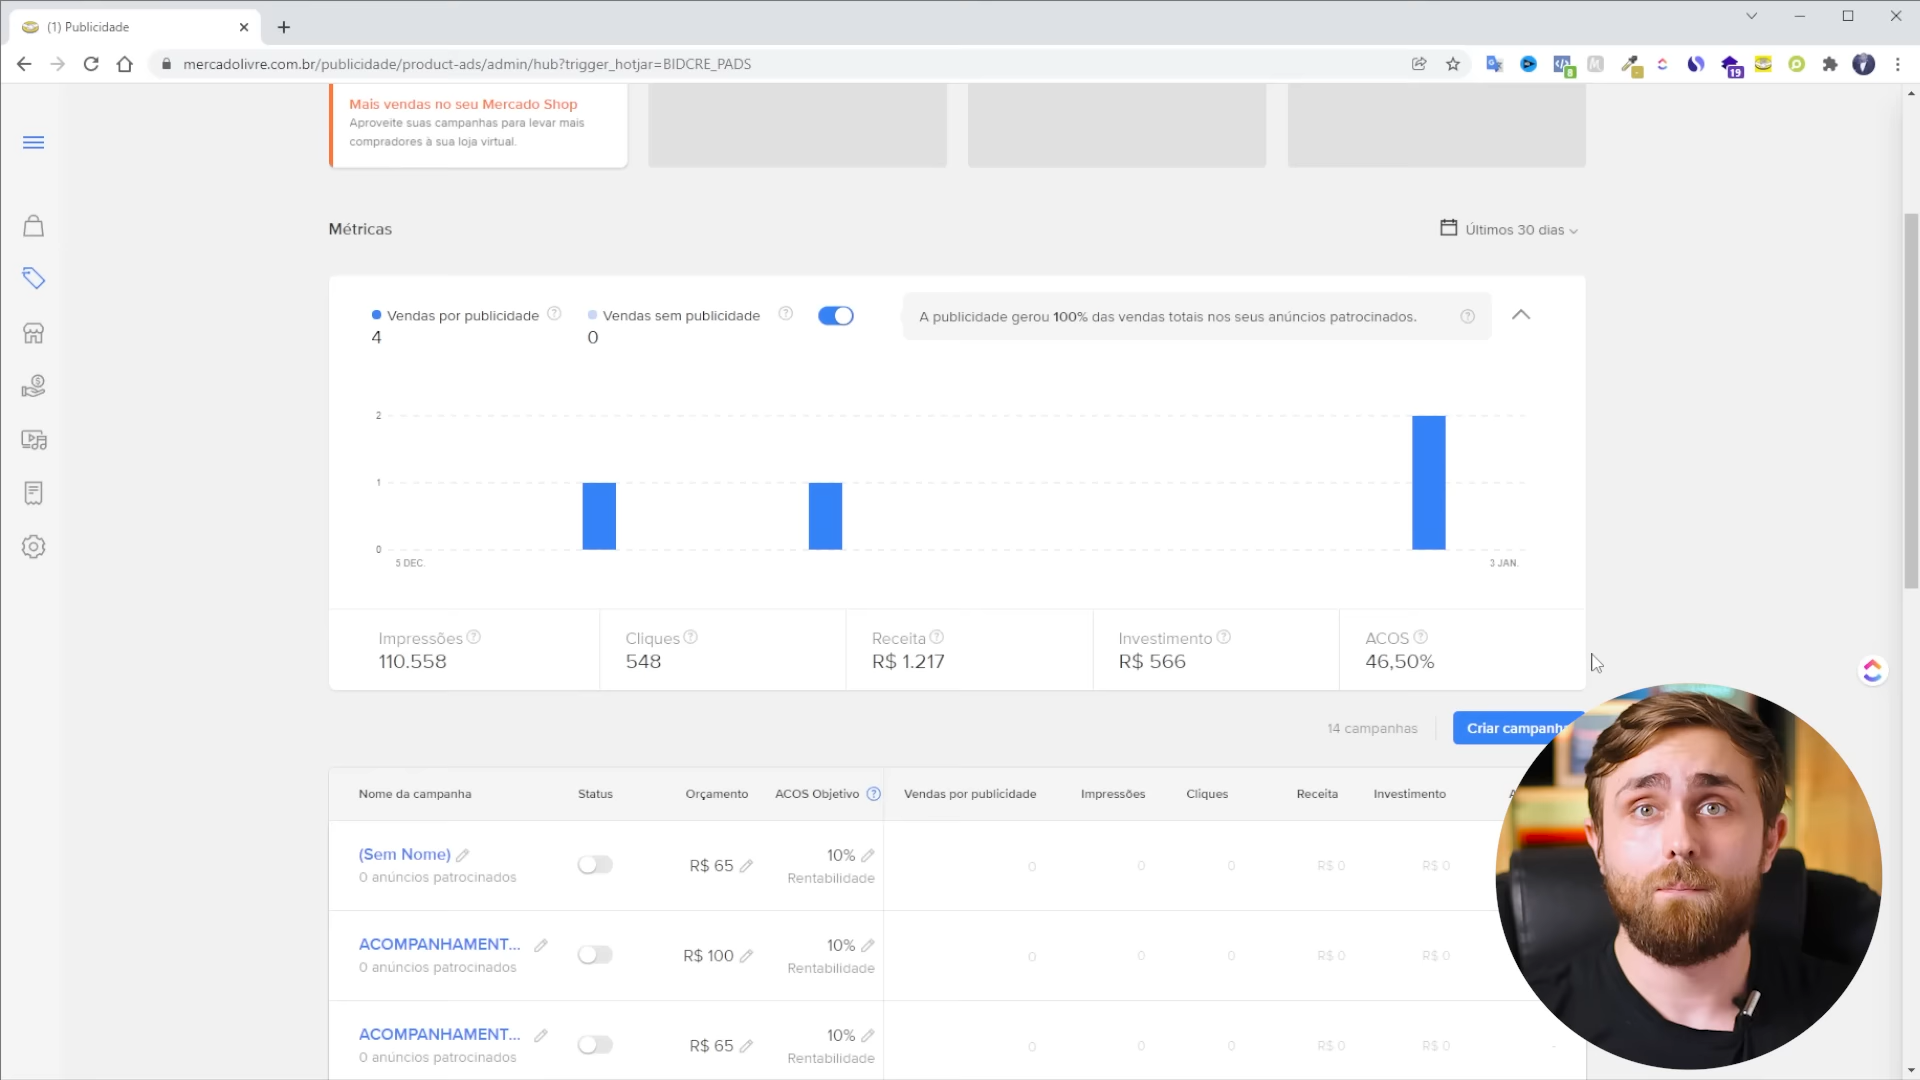 (1) Publicidade
mercadolivre.com.br/publicidade/product-ads/admin/hub?trigger_hotjar=BIDCRE_PADS
8
19
Mais vendas no seu Mercado Shop
Aproveite suas campanhas para levar mais
compradores à sua loja virtual.
Métricas
Últimos 30 dias
Vendas por publicidade
4
Vendas sem publicidade
0
A publicidade gerou 100% das vendas totais nos seus anúncios patrocinados.
2
1
0
5 DEC.
3 JAN.
Impressões
110.558
Cliques
548
Receita
R$ 1.217
Investimento
R$ 566
ACOS
46,50%
14 campanhas
Criar campanha
Nome da campanha
Status
Orçamento
ACOS Objetivo
Vendas por publicidade
Impressões
Cliques
Receita
Investimento
(Sem Nome)
0 anúncios patrocinados
R$ 65
10%
Rentabilidade
0
0
0
R$ 0
R$ 0
ACOMPANHAMENT...
0 anúncios patrocinados
R$ 100
10%
Rentabilidade
0
0
0
R$ 0
R$ 0
ACOMPANHAMENT...
0 anúncios patrocinados
R$ 65
10%
Rentabilidade
0
0
0
R$ 0
R$ 0
-